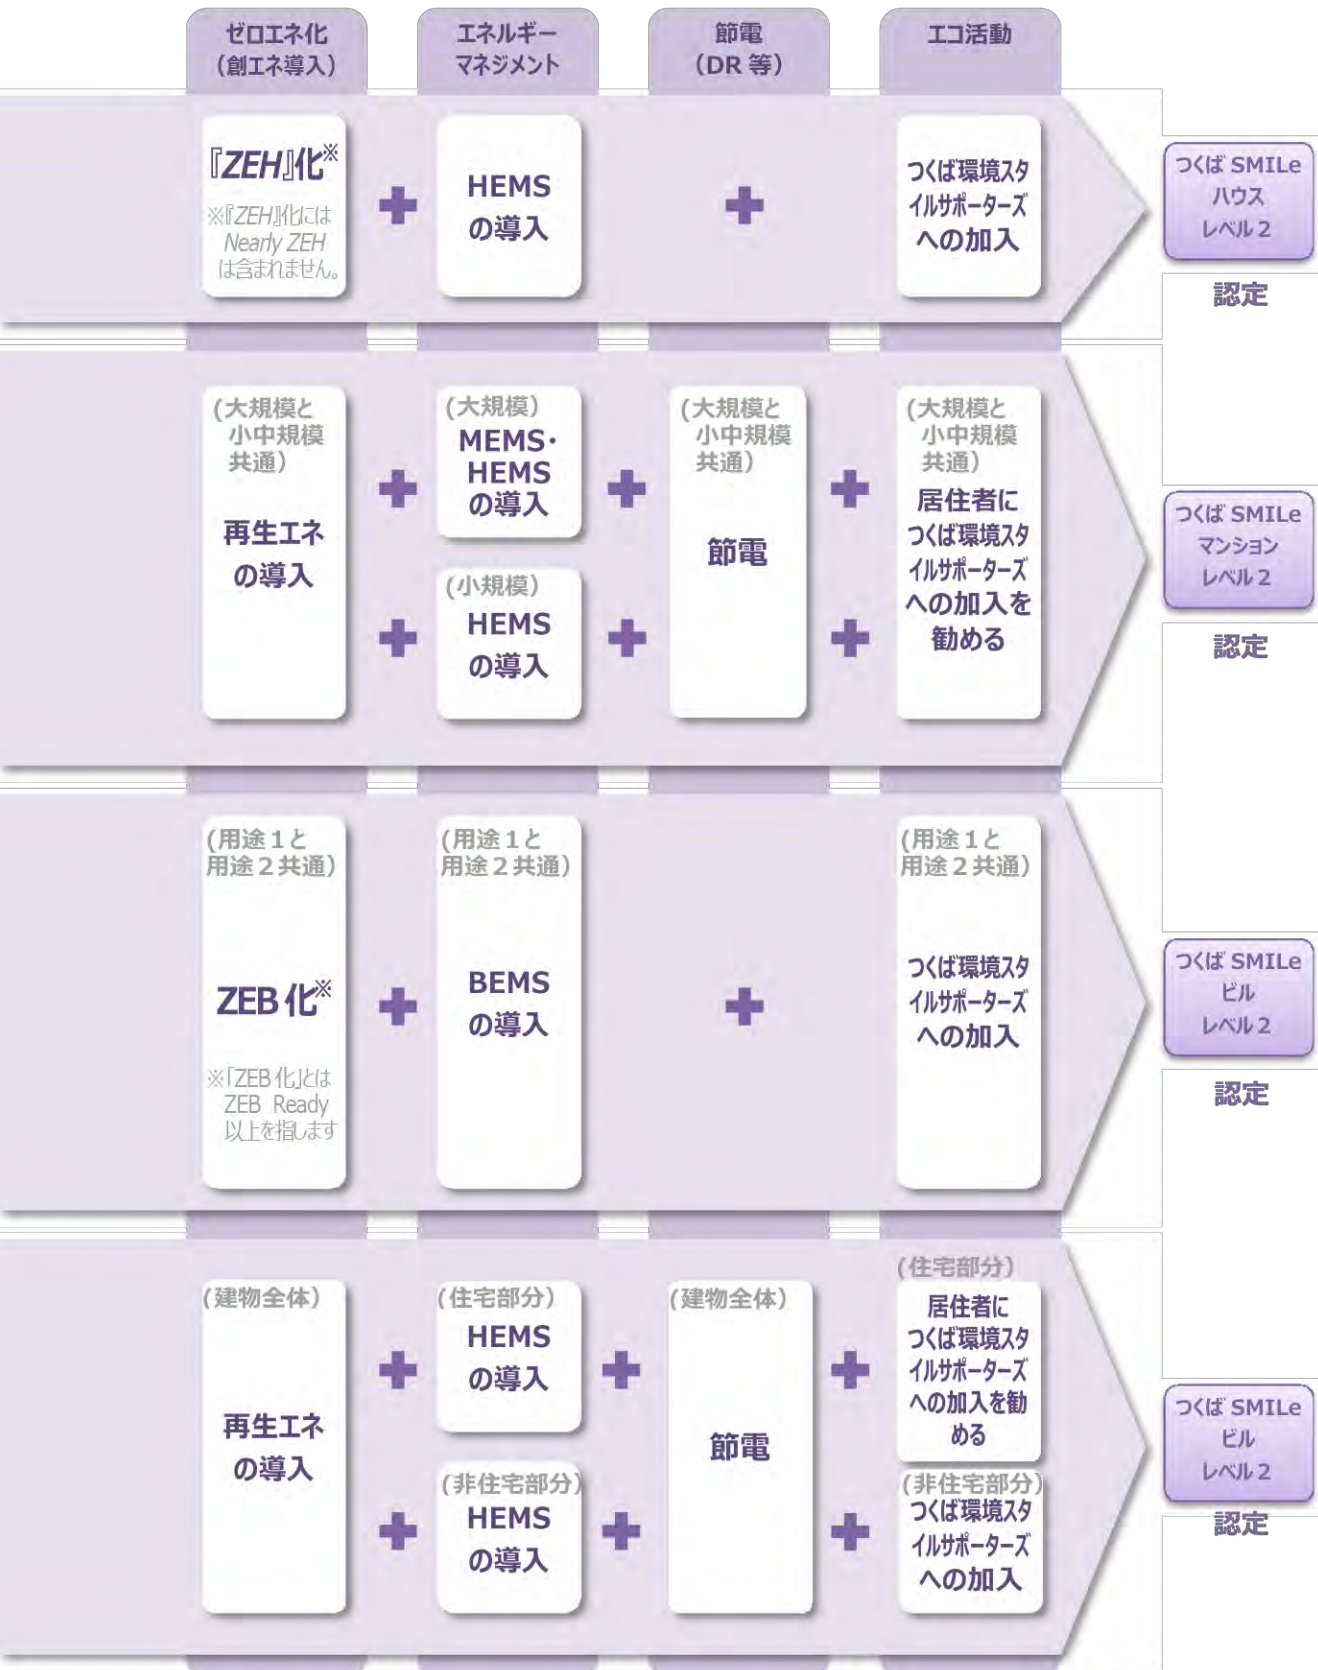 ゼロエネ化
（創エネ導入）
エネルギー
マネジメント
節電
（DR 等）
エコ活動
『ZEH』化※
※『ZEH』化には
Nearly ZEH
は含まれません。
HEMS
の導入
つくば環境スタ
イルサポーターズ
への加入
つくば SMILe
ハウス
レベル 2
認定
(大規模と
小中規模
共通）
再生エネ
の導入
(大規模）
MEMS・
HEMS
の導入
(小規模）
HEMS
の導入
(大規模と
小中規模
共通）
節電
(大規模と
小中規模
共通）
居住者に
つくば環境スタ
イルサポーターズ
への加入を
勧める
つくば SMILe
マンション
レベル 2
認定
(用途１と
用途２共通）
ZEB 化※
※「ZEB 化」とは
ZEB Ready
以上を指します
(用途１と
用途２共通）
BEMS
の導入
(用途１と
用途２共通）
つくば環境スタ
イルサポーターズ
への加入
つくば SMILe
ビル
レベル 2
認定
(建物全体）
再生エネ
の導入
(住宅部分）
HEMS
の導入
(非住宅部分）
HEMS
の導入
(建物全体）
節電
(住宅部分）
居住者に
つくば環境スタ
イルサポーターズ
への加入を勧
める
(非住宅部分）
つくば環境スタ
イルサポーターズ
への加入
つくば SMILe
ビル
レベル 2
認定